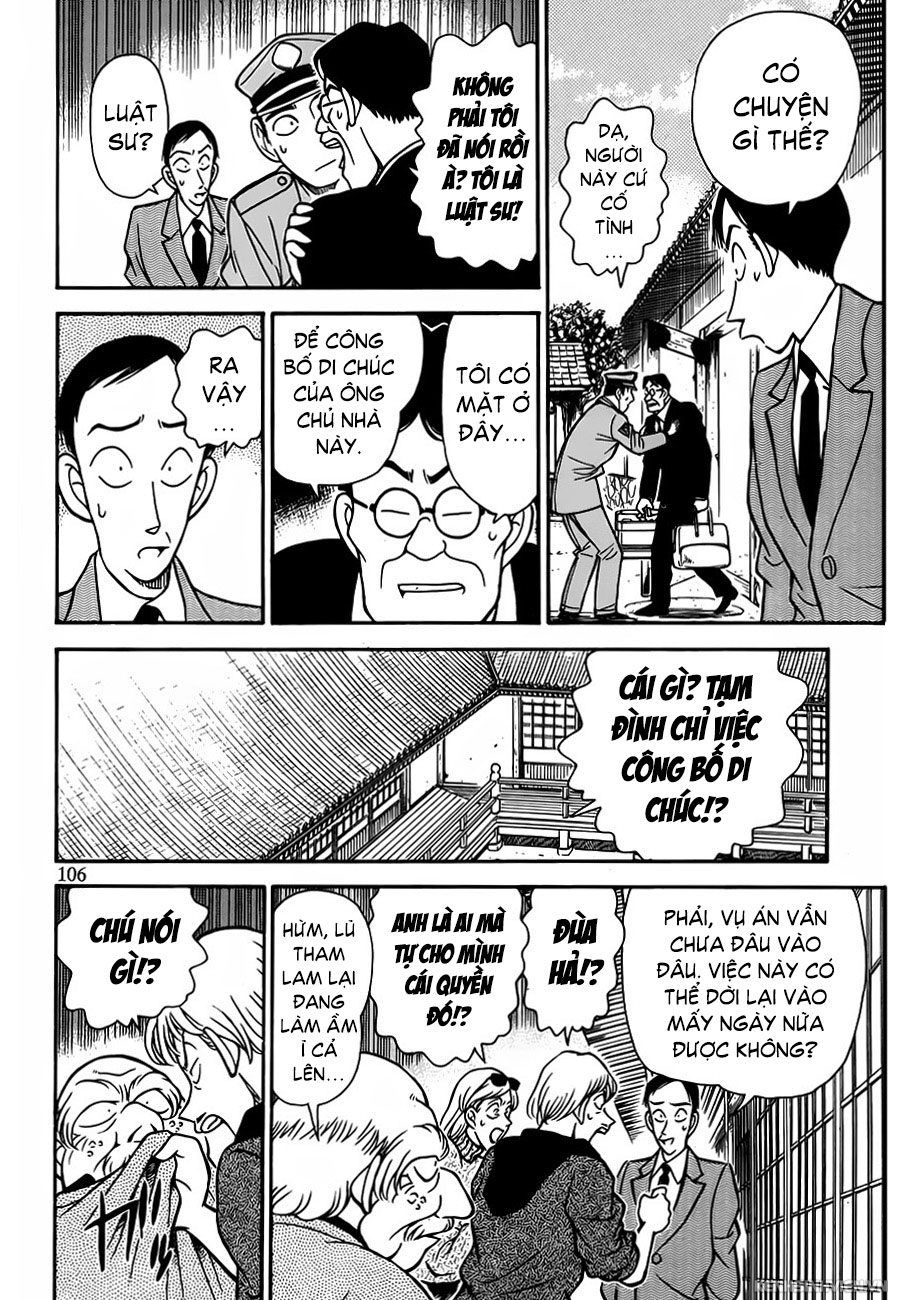 CÓ
CHUYỆN
GÌ THẾ?
DẠ,
NGƯỜI
NÀY CỨ
CỐ
TÌNH
...
KHÔNG
PHẢI TÔI
ĐÃ NÓI RỒI
À? TÔI LÀ
LUẬT SƯ!
LUẬT
SƯ?
TÔI CÓ
MẶT Ở
ĐÂY...
ĐỂ CÔNG
BỐ DI CHÚC
CỦA ÔNG
CHỦ NHÀ
NÀY.
RA
VẬY
...
CÁI GÌ? TẠM
ĐÌNH CHỈ VIỆC
CÔNG BỐ DI
CHÚC!?
106
PHẢI, VỤ ÁN VẪN
CHƯA ĐÂU VÀO
ĐÂU. VIỆC NÀY CÓ
THỂ DỜI LẠI VÀO
MẤY NGÀY NỮA
ĐƯỢC KHÔNG?
ĐÙA
HẢ!?
ANH LÀ AI MÀ
TỰ CHO MÌNH
CÁI QUYỀN
ĐÓ!?
HỪM, LŨ
THAM
LAM LẠI
ĐANG
LÀM ẦM
Ĩ CẢ
LÊN...
CHÚ NÓI
GÌ!?